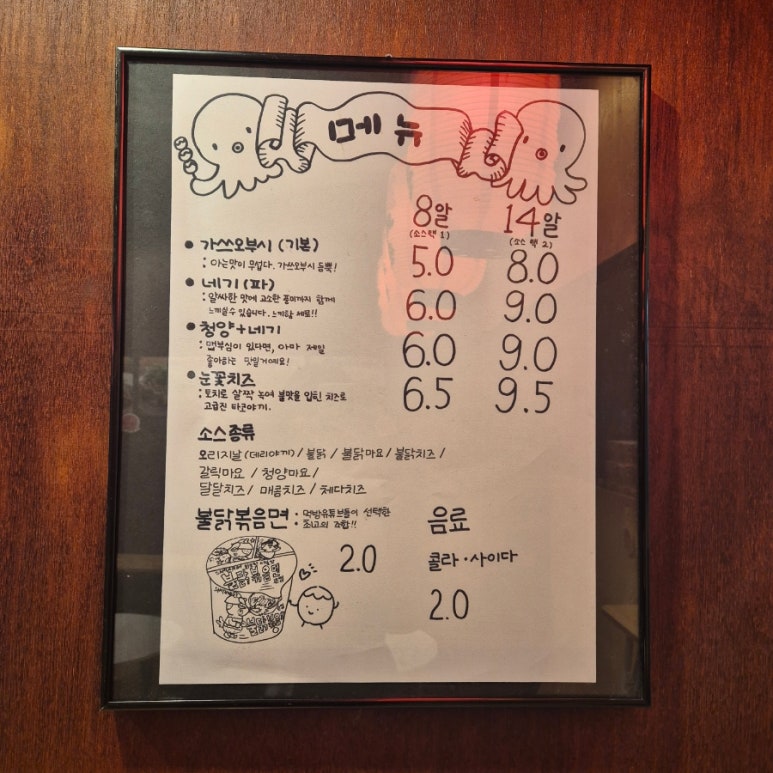 메뉴
8알 14알
(소스택 1) (소스택 2)
• 가쓰오부시 (기본) 5.0 8.0
: 아는맛이 무섭다. 가쓰오부시 듬뿍!
• 네기 (파) 6.0 9.0
: 알싸한 맛에 고소한 풍미까지 함께
느끼실수 있습니다. 느끼함 세로!!
• 청양+네기 6.0 9.0
: 맵부심이 있다면, 아마 제일
좋아하는 맛일거예요!
• 눈꽃치즈 6.5 9.5
: 토치로 살짝 녹여 불맛을 입힌 치즈로
고급진 타코야끼.
소스종류
오리지날 (데리야끼) / 불닭 / 불닭마요 / 불닭치즈 /
갈릭마요 / 청양마요 /
달달치즈 / 매콤치즈 / 체다치즈
불닭볶음면 : 먹방유튜브들이 선택한
: 최고의 조합!!
2.0
음료
콜라 · 사이다
2.0